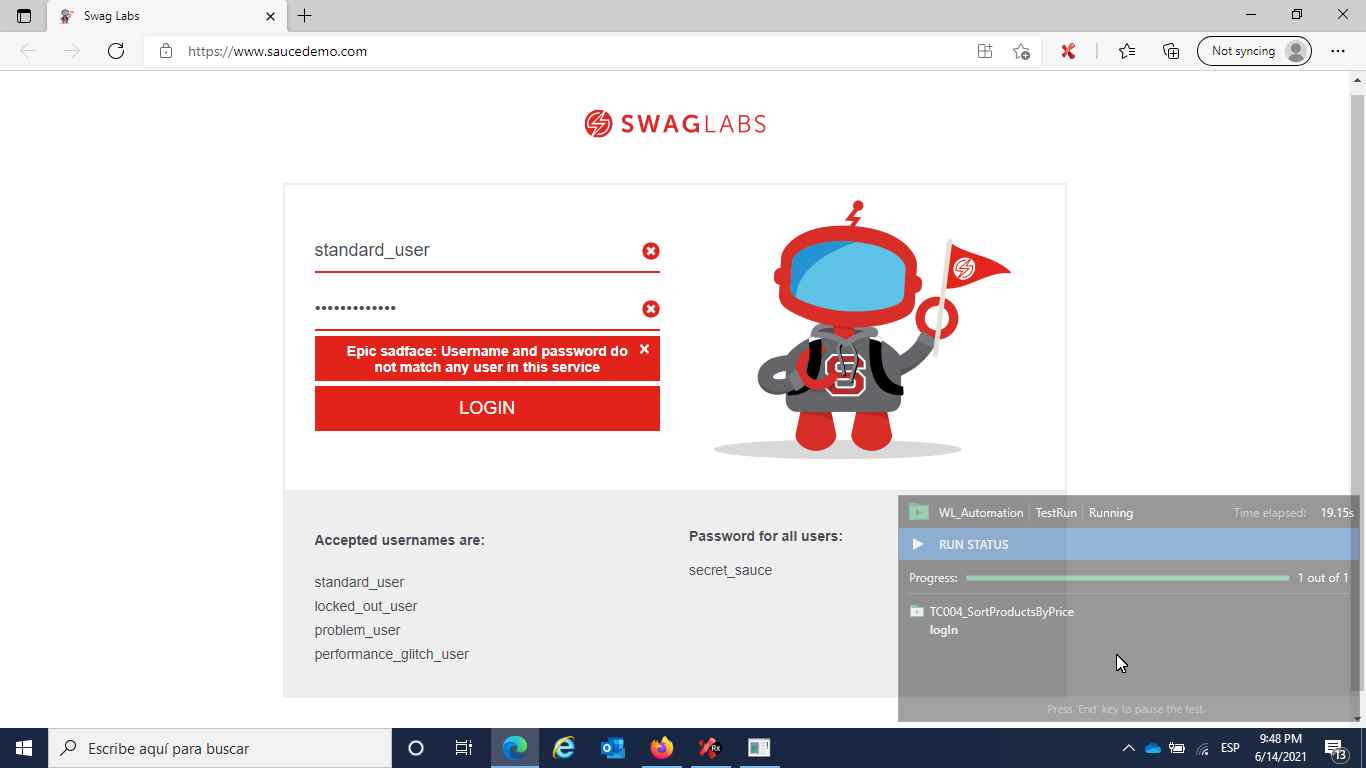 Swag Labs
https://www.saucedemo.com
Not syncing
SWAGLABS
standard_user
•••••••••••••
Epic sadface: Username and password do
not match any user in this service
LOGIN
S
Accepted usernames are:
standard_user
locked_out_user
problem_user
performance_glitch_user
Password for all users:
secret_sauce
WL_Automation TestRun Running Time elapsed: 19.15s
RUN STATUS
Progress: 1 out of 1
TC004_SortProductsByPrice
logIn
Press 'End' key to pause the test.
Escribe aquí para buscar
Rx
ESP
9:48 PM
6/14/2021
13